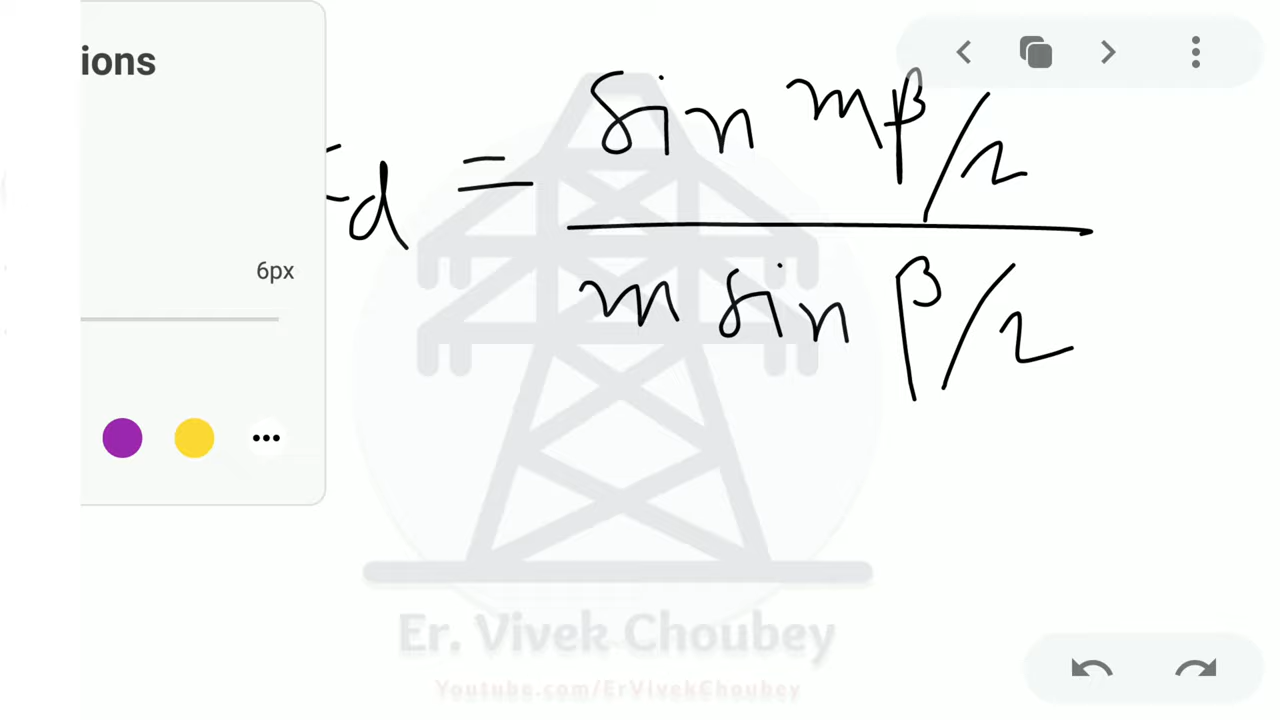 ions
sin mβ/2
d =
m sin β/2
6px
Er. Vivek Choubey
Youtube.com/ErVivekChoubey